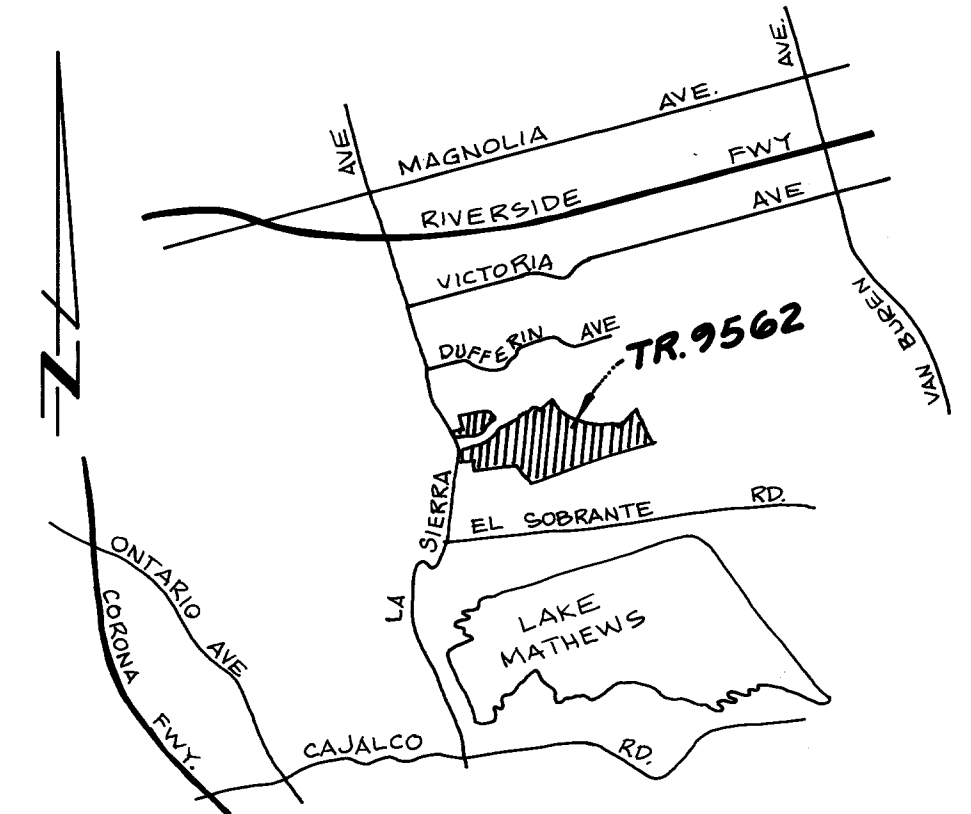 AVE.
AVE
MAGNOLIA AVE.
RIVERSIDE FWY
VICTORIA AVE
DUFFERIN AVE
TR. 9562
VAN BUREN
N
LA SIERRA
EL SOBRANTE RD.
ONTARIO AVE
CORONA FWY.
LAKE
MATHEWS
CAJALCO RD.